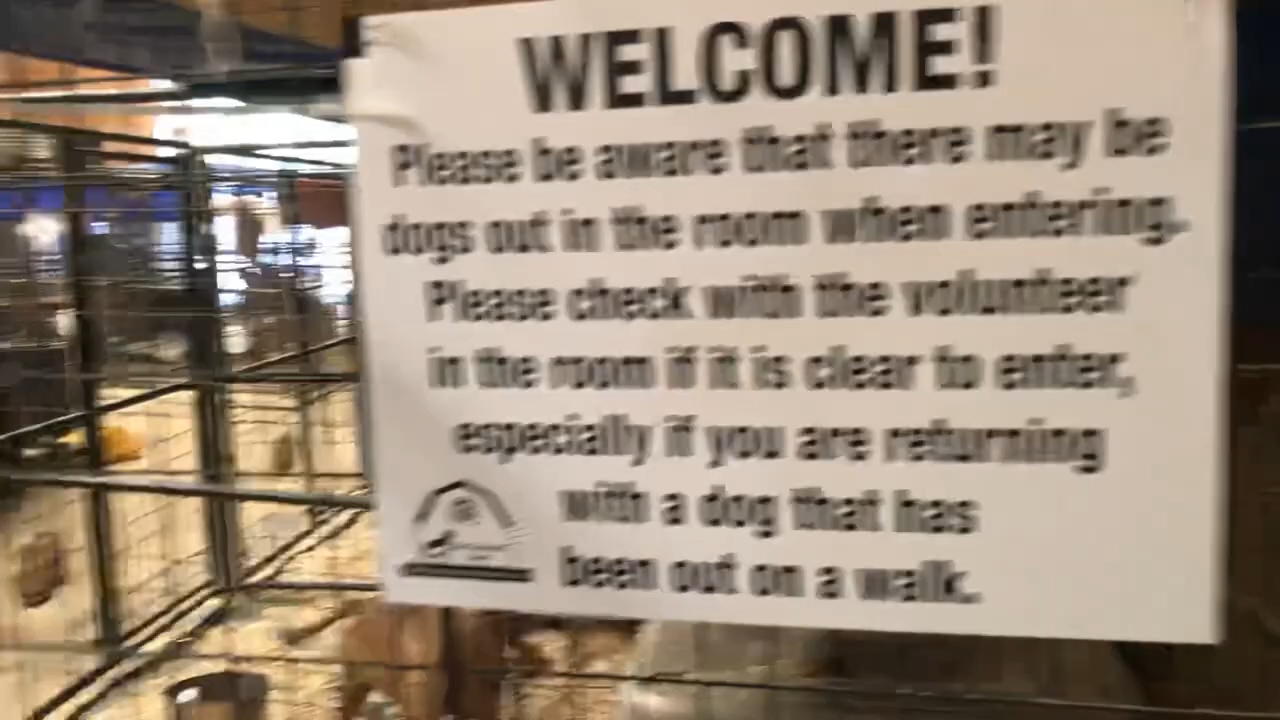 WELCOME!
Please be aware that there may be
dogs out in the room when entering.
Please check with the volunteer
in the room if it is clear to enter,
especially if you are returning
with a dog that has
been out on a walk.